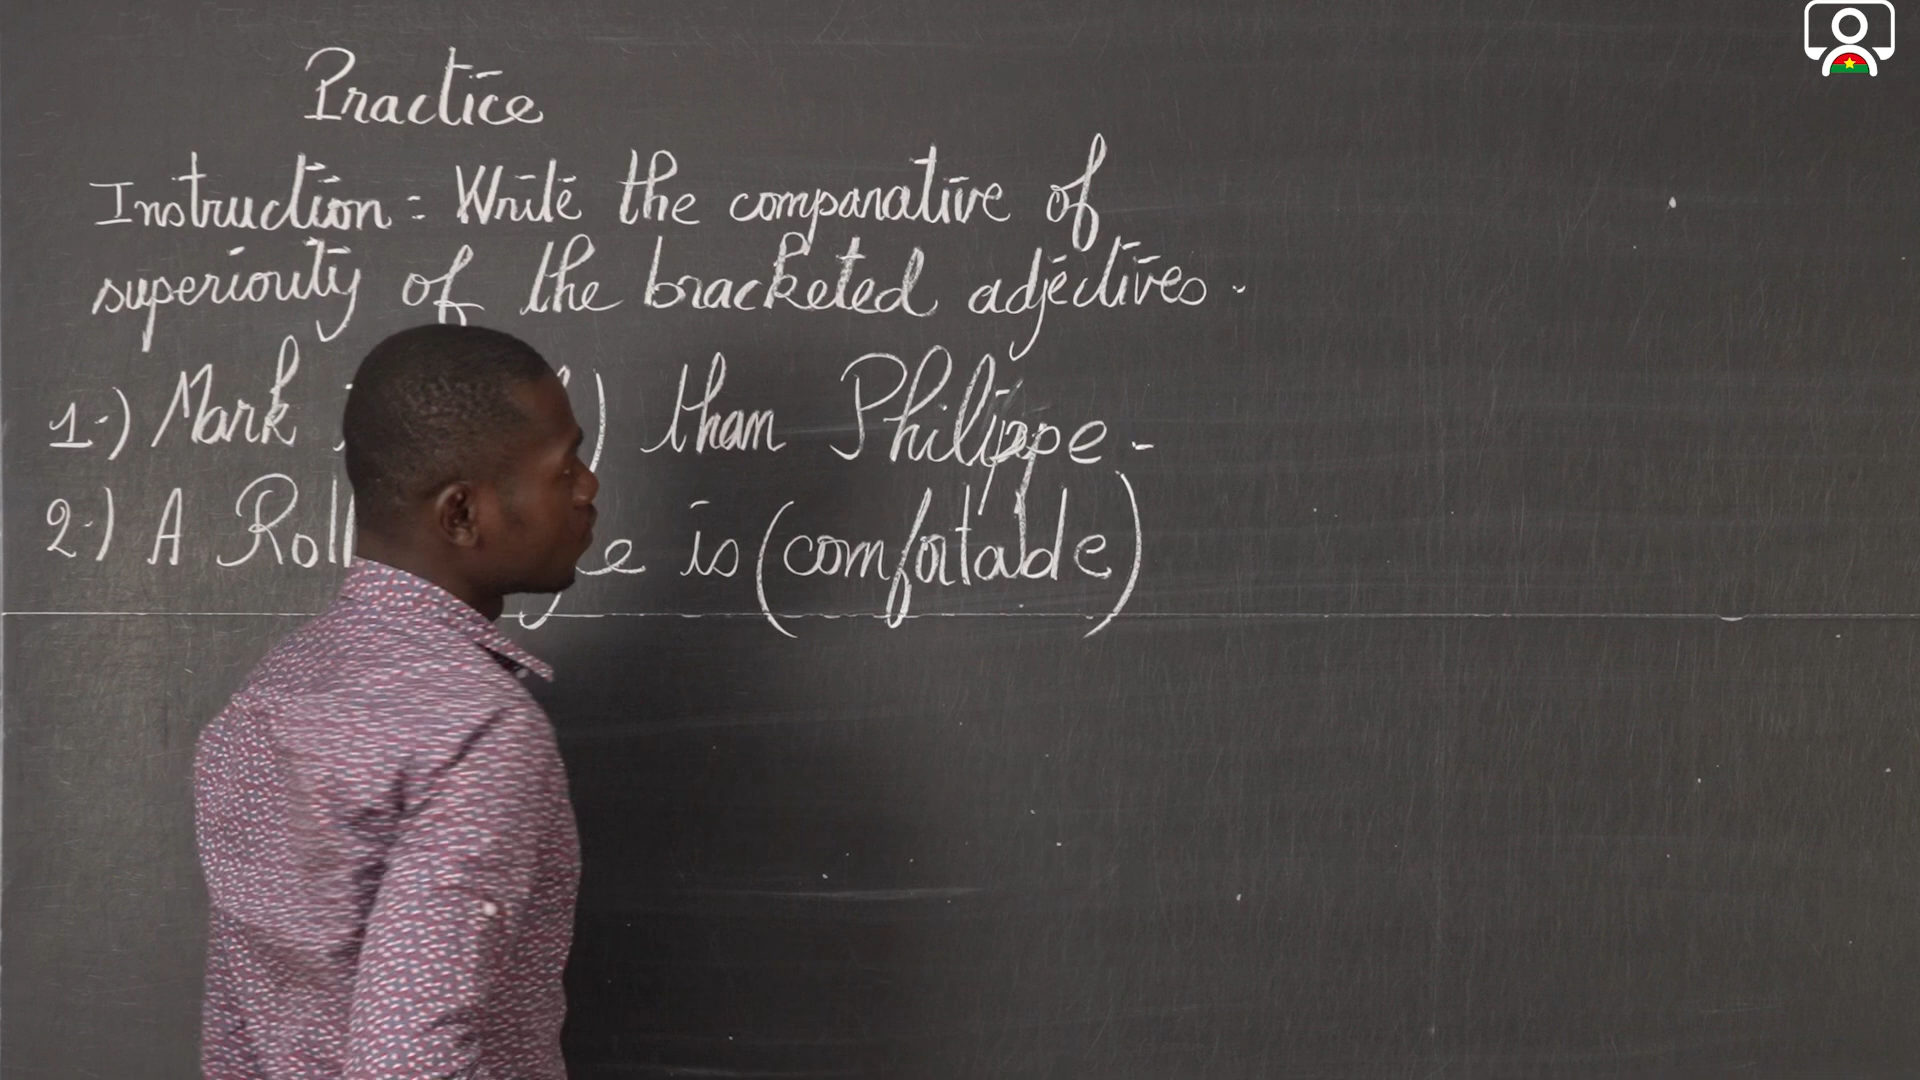 Practice
Instruction = Write the comparative of
superiority of the bracketed adjectives.
1.) Mark ) than Philippe.
2.) A Roll is (comfortable)